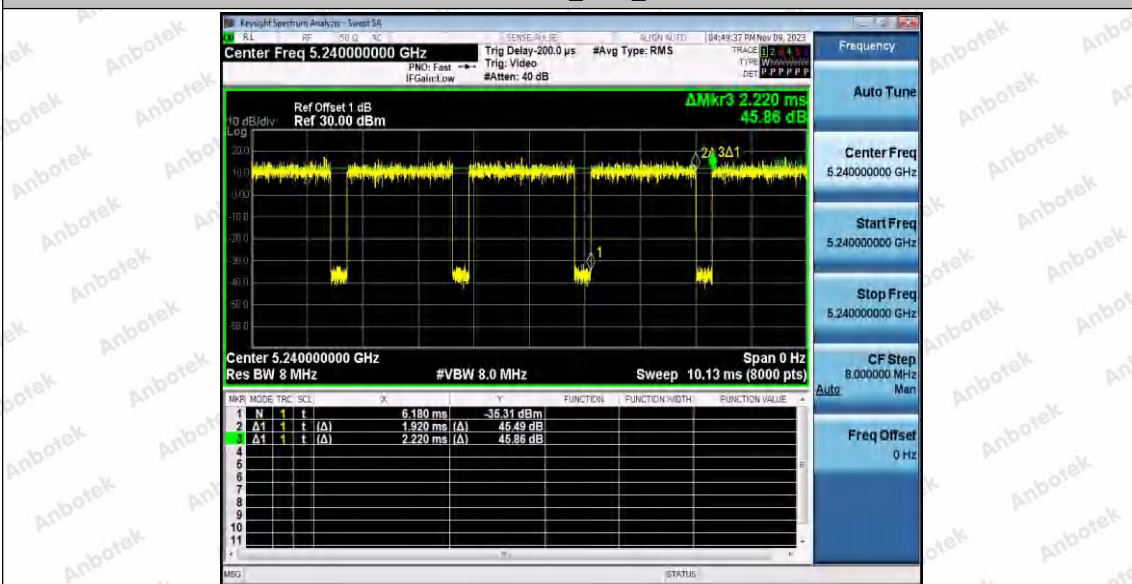 Keysight Spectrum Analyzer - Swept SA
RL RF 50 Ω AC SENSE:PULSE ALIGN AUTO 04:49:37 PM Nov 09, 2023
Center Freq 5.240000000 GHz
PNO: Fast
IFGain:Low
Trig Delay-200.0 µs
Trig: Video
#Atten: 40 dB
#Avg Type: RMS
TRACE 1 2 3 4 5 6
TYPE W
DET P P P P P P
Frequency
ΔMkr3 2.220 ms
45.86 dB
Ref Offset 1 dB
Ref 30.00 dBm
10 dB/div
Log
20.0
10.0
0.00
-10.0
-20.0
-30.0
-40.0
-50.0
-60.0
2Δ 3Δ1
1
Center 5.240000000 GHz
Span 0 Hz
Res BW 8 MHz
#VBW 8.0 MHz
Sweep 10.13 ms (8000 pts)
MKR MODE TRC SCL X Y FUNCTION FUNCTION WIDTH FUNCTION VALUE
1 N 1 t 6.180 ms -35.31 dBm
2 Δ1 1 t (Δ) 1.920 ms (Δ) 45.49 dB
3 Δ1 1 t (Δ) 2.220 ms (Δ) 45.86 dB
4
5
6
7
8
9
10
11
MSG
STATUS
Auto Tune
Center Freq
5.240000000 GHz
Start Freq
5.240000000 GHz
Stop Freq
5.240000000 GHz
CF Step
8.000000 MHz
Auto Man
Freq Offset
0 Hz
Anbotek